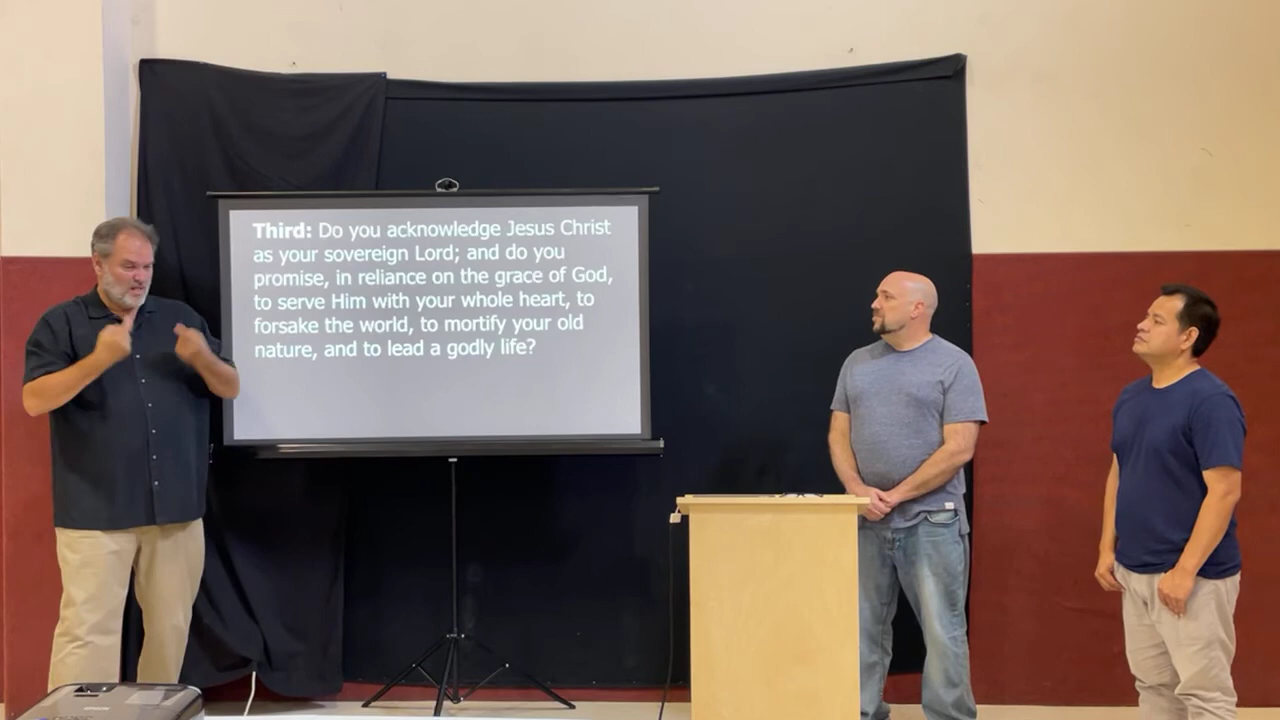 Third: Do you acknowledge Jesus Christ
as your sovereign Lord; and do you
promise, in reliance on the grace of God,
to serve Him with your whole heart, to
forsake the world, to mortify your old
nature, and to lead a godly life?